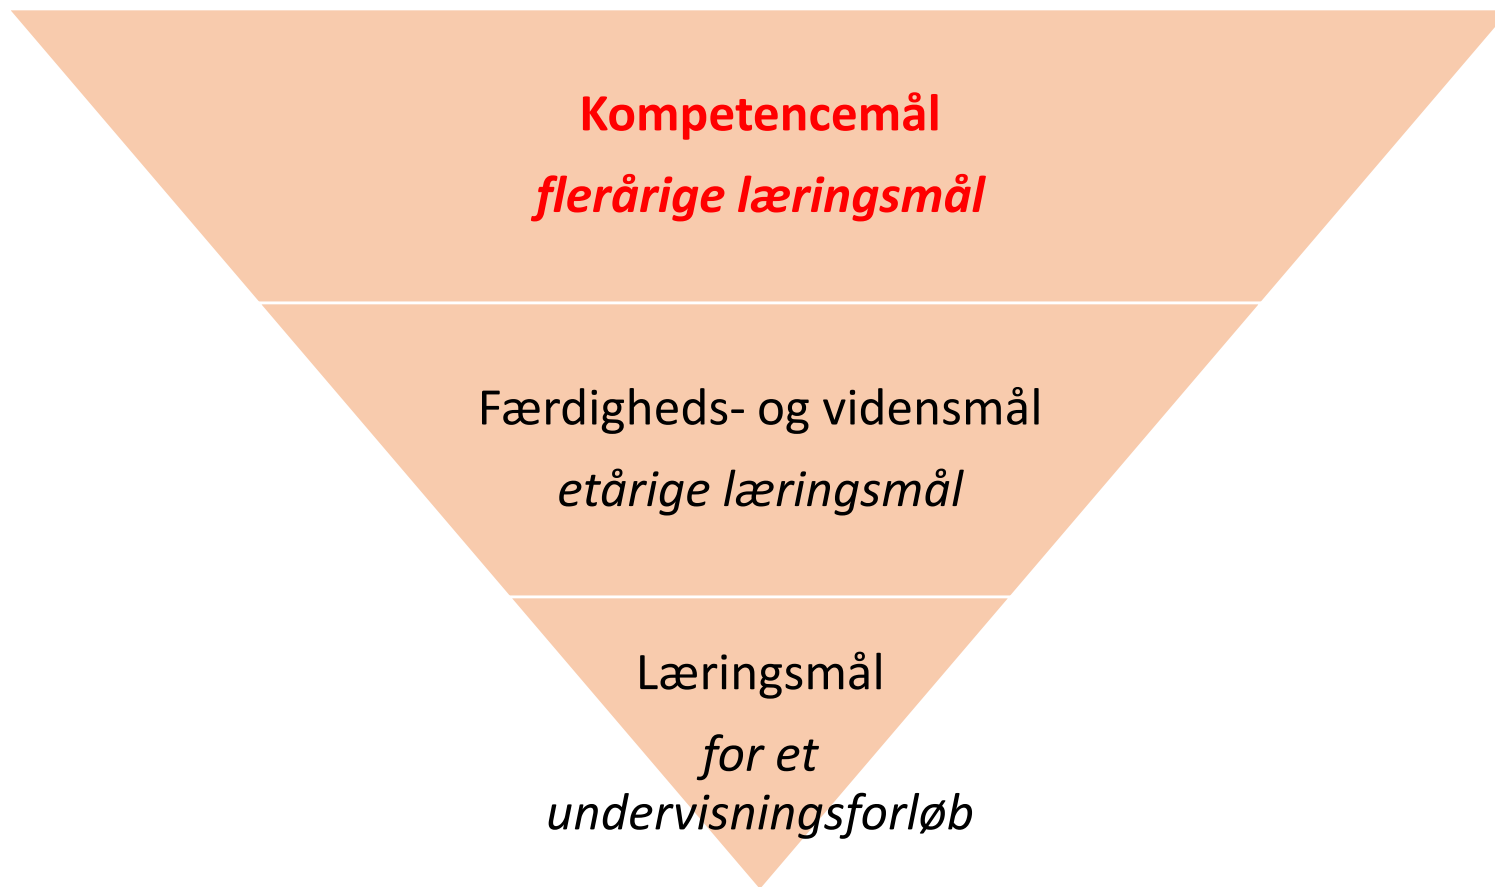 Kompetencemål
flerårige læringsmål
Færdigheds- og vidensmål
etårige læringsmål
Læringsmål
for et
undervisningsforløb